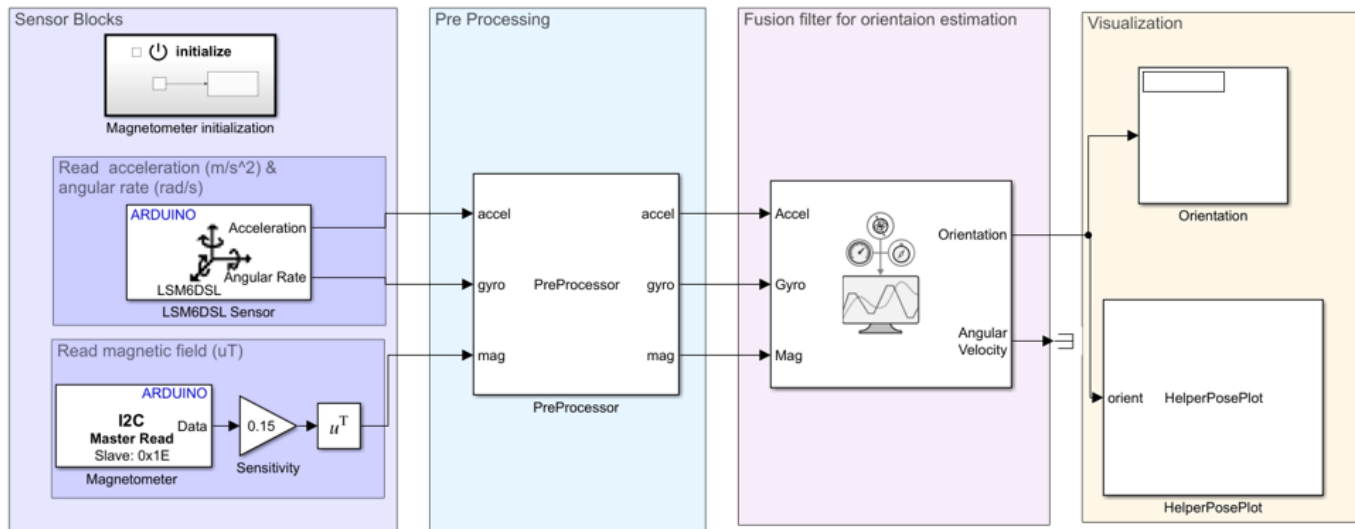 Sensor Blocks
initialize
Magnetometer initialization
Read acceleration (m/s^2) &
angular rate (rad/s)
ARDUINO
Acceleration
Angular Rate
LSM6DSL
LSM6DSL Sensor
Read magnetic field (uT)
ARDUINO
I2C
Master Read
Slave: 0x1E
Data
Magnetometer
0.15
Sensitivity
u^T
Pre Processing
accel
gyro
mag
PreProcessor
accel
gyro
mag
PreProcessor
Fusion filter for orientaion estimation
Accel
Gyro
Mag
Orientation
Angular
Velocity
Visualization
Orientation
orient
HelperPosePlot
HelperPosePlot